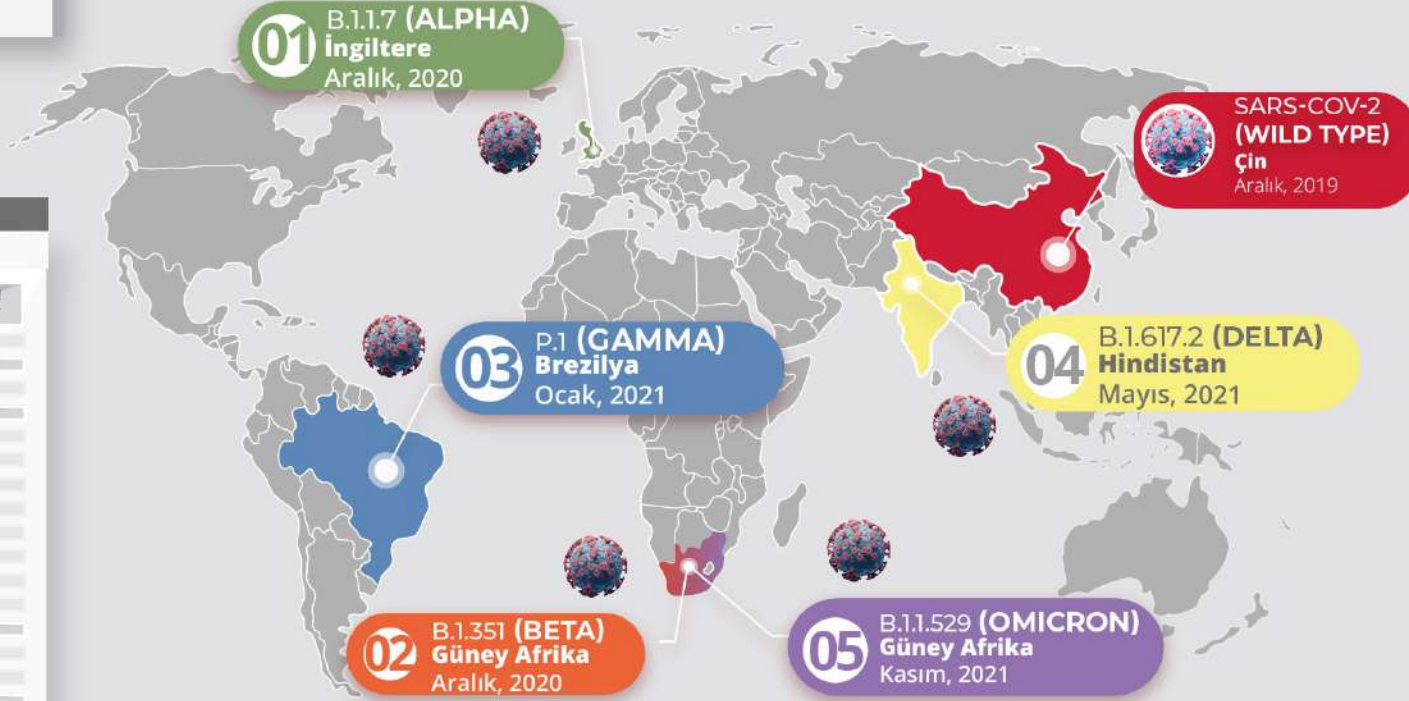 01
B.1.1.7 (ALPHA)
İngiltere
Aralık, 2020
SARS-COV-2
(WILD TYPE)
Çin
Aralık, 2019
03
P.1 (GAMMA)
Brezilya
Ocak, 2021
04
B.1.617.2 (DELTA)
Hindistan
Mayıs, 2021
02
B.1.351 (BETA)
Güney Afrika
Aralık, 2020
05
B.1.1.529 (OMICRON)
Güney Afrika
Kasım, 2021